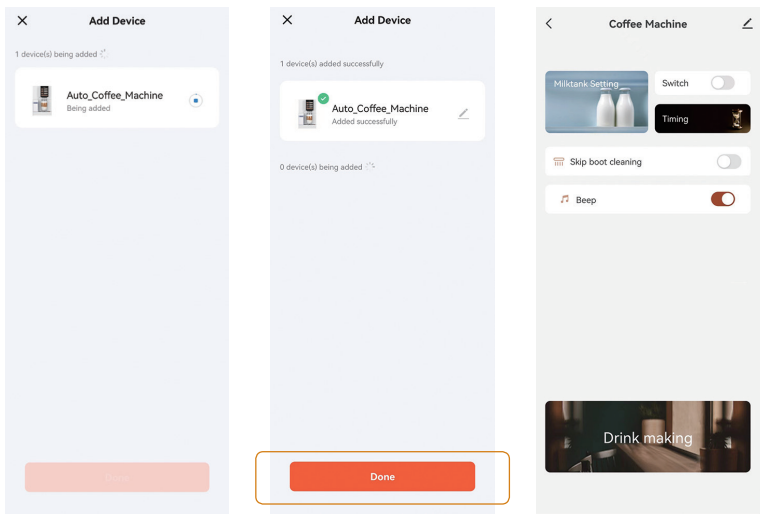 Add Device
1 device(s) being added
Auto_Coffee_Machine
Being added
Done
Add Device
1 device(s) added successfully
Auto_Coffee_Machine
Added successfully
0 device(s) being added
Done
Coffee Machine
Milktank Setting
Switch
Timing
Skip boot cleaning
Beep
Drink making